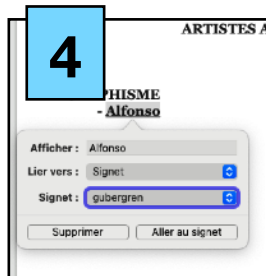 ARTISTES A
4
PHISME
- Alfonso
Afficher : Alfonso
Lier vers : Signet
Signet : gubergren
Supprimer
Aller au signet